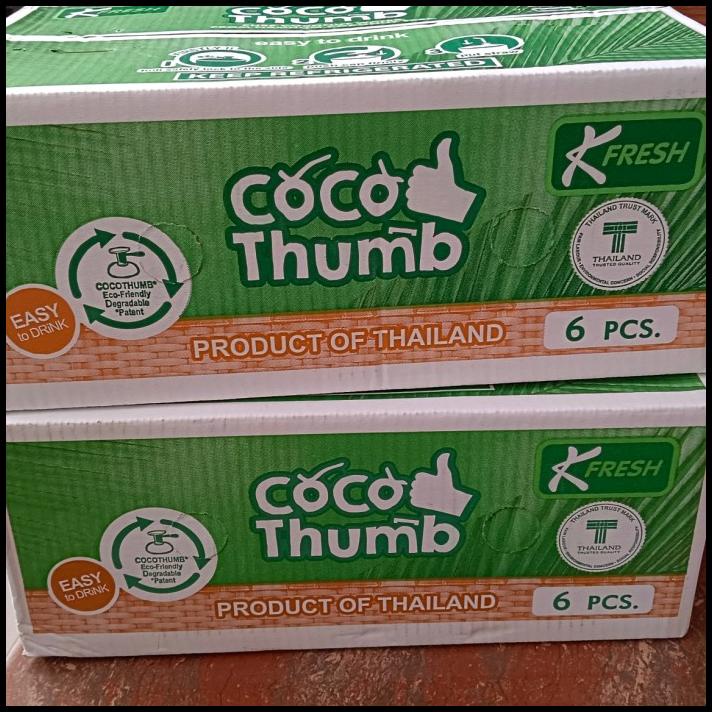 COCO
Thumb
easy to drink
KEEP REFRIGERATED
COCO
Thumb
K FRESH
THAILAND TRUST MARK
THAILAND
TRUSTED QUALITY
COCOTHUMB®
Eco-Friendly
Degradable
*Patent
EASY
to DRiNK
PRODUCT OF THAILAND
6 PCS.
COCO
Thumb
K FRESH
THAILAND TRUST MARK
THAILAND
TRUSTED QUALITY
COCOTHUMB®
Eco-Friendly
Degradable
*Patent
EASY
to DRiNK
PRODUCT OF THAILAND
6 PCS.